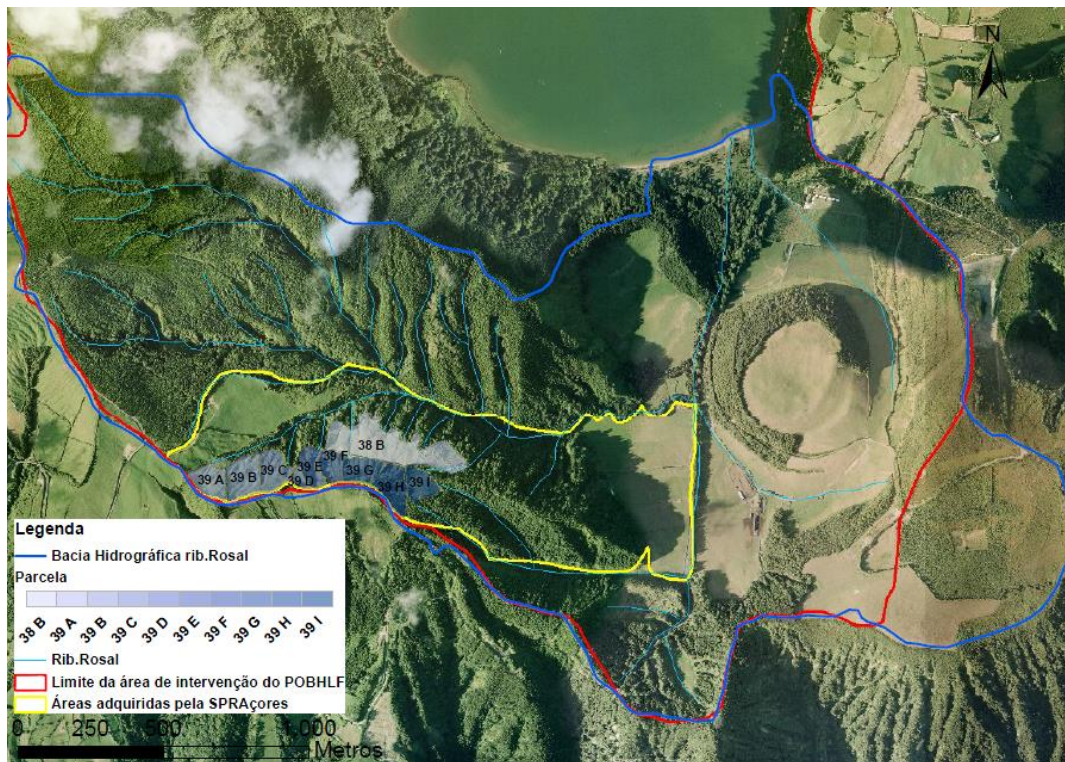 N
38 B
39 F
39 E
39 G
39 C
39 B
39 A
39 D
39 I
39 H
Legenda
Bacia Hidrográfica rib.Rosal
Parcela
38 B
39 A
39 B
39 C
39 D
39 E
39 F
39 G
39 H
39 I
Rib.Rosal
Limite da área de intervenção do POBHLF
Áreas adquiridas pela SPRAçores
0 250 500 1.000
Metros